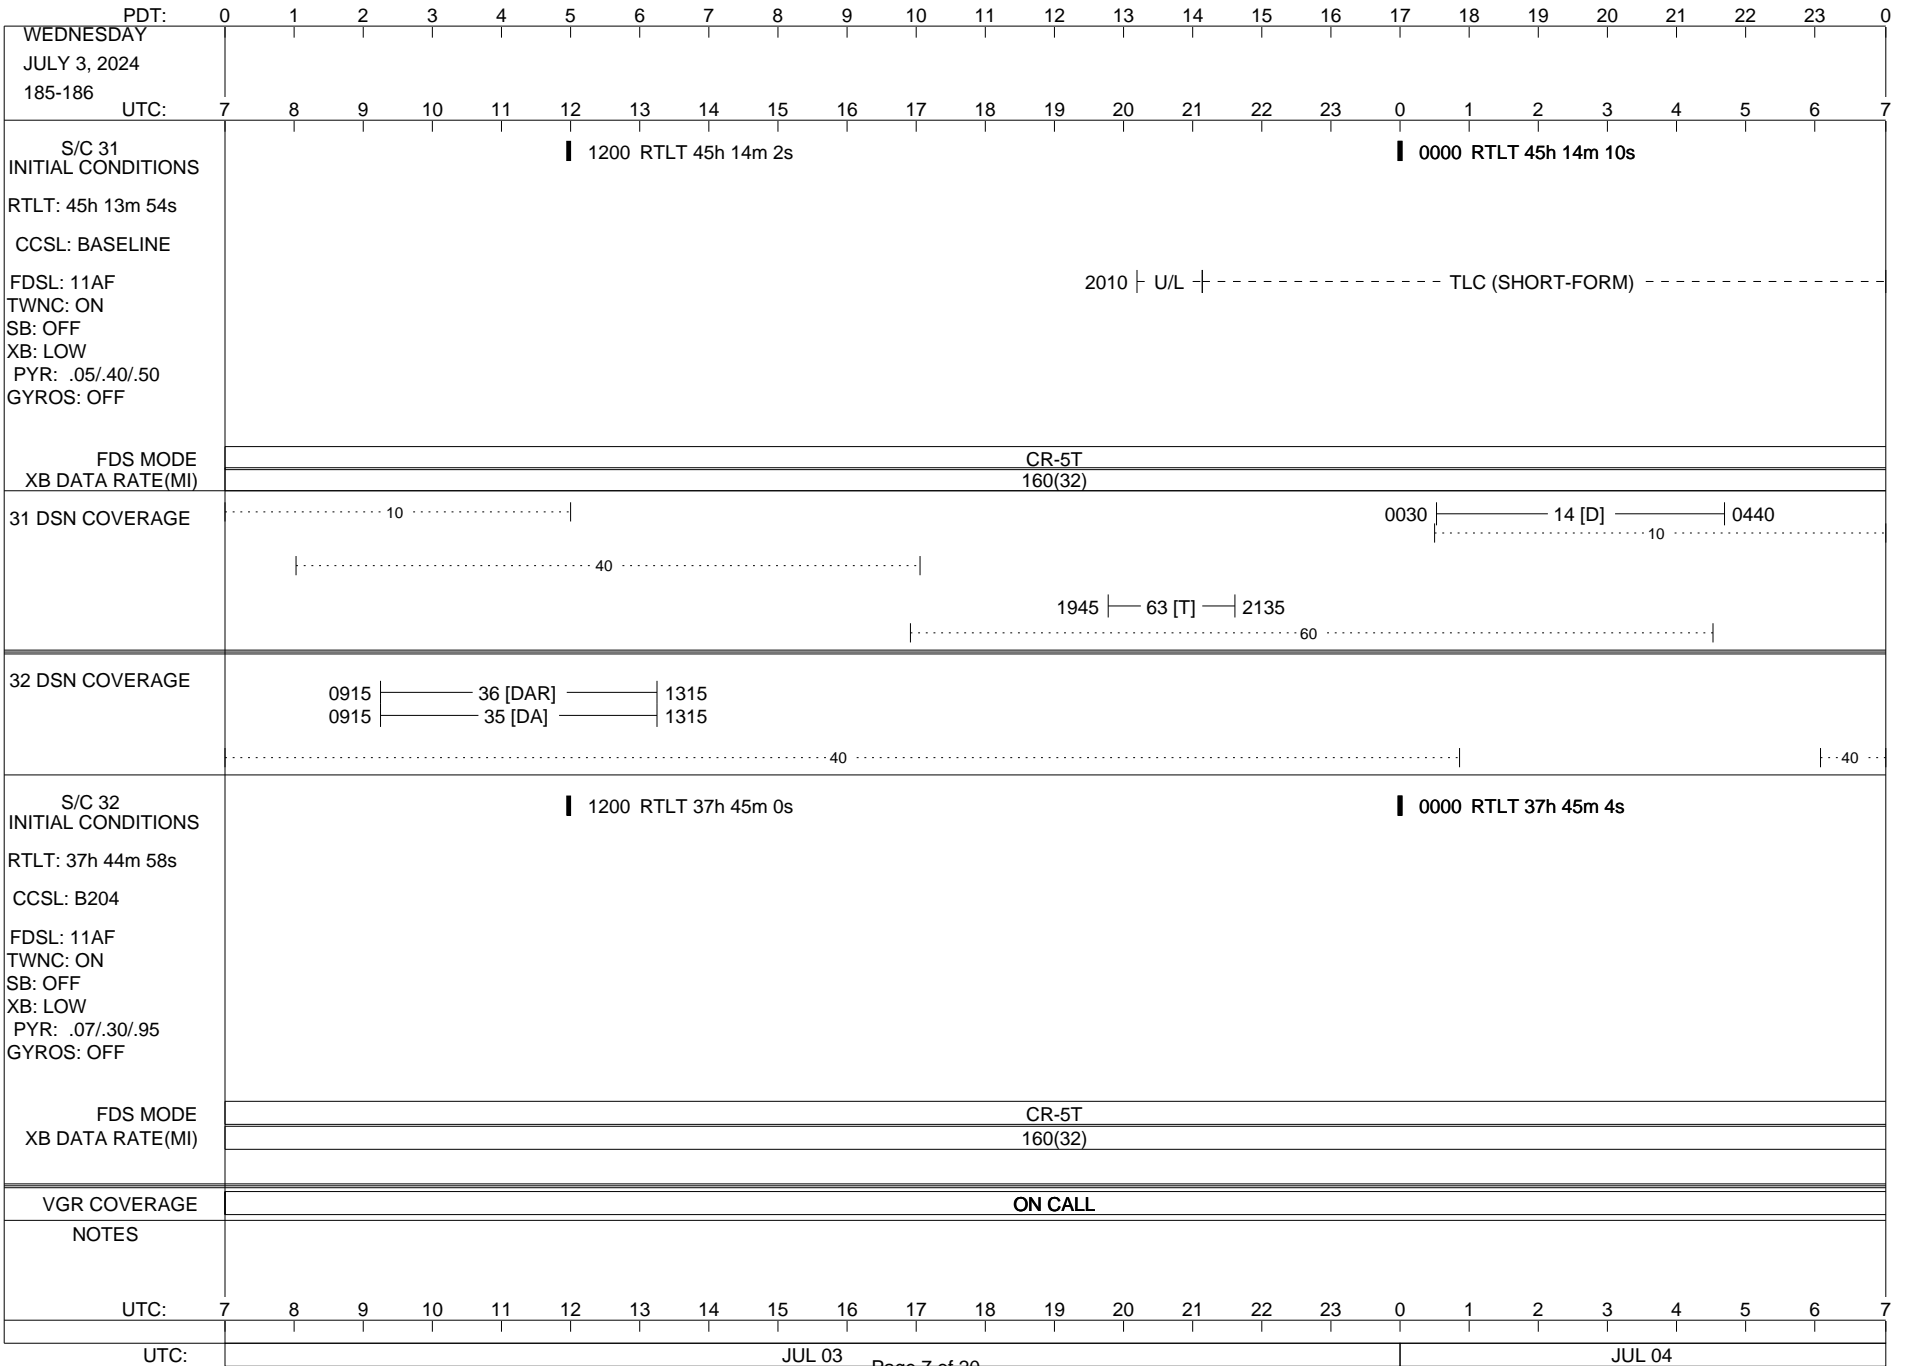 PDT: 0 1 2 3 4 5 6 7 8 9 10 11 12 13 14 15 16 17 18 19 20 21 22 23 0
WEDNESDAY
JULY 3, 2024
185-186
UTC: 7 8 9 10 11 12 13 14 15 16 17 18 19 20 21 22 23 0 1 2 3 4 5 6 7
S/C 31
INITIAL CONDITIONS
1200 RTLT 45h 14m 2s
0000 RTLT 45h 14m 10s
RTLT: 45h 13m 54s
CCSL: BASELINE
FDSL: 11AF
2010 U/L TLC (SHORT-FORM)
TWNC: ON
SB: OFF
XB: LOW
PYR: .05/.40/.50
GYROS: OFF
FDS MODE CR-5T
XB DATA RATE(MI) 160(32)
31 DSN COVERAGE
10
0030 14 [D] 0440
10
40
1945 63 [T] 2135
60
32 DSN COVERAGE
0915 36 [DAR] 1315
0915 35 [DA] 1315
40 40
S/C 32
INITIAL CONDITIONS
1200 RTLT 37h 45m 0s
0000 RTLT 37h 45m 4s
RTLT: 37h 44m 58s
CCSL: B204
FDSL: 11AF
TWNC: ON
SB: OFF
XB: LOW
PYR: .07/.30/.95
GYROS: OFF
FDS MODE CR-5T
XB DATA RATE(MI) 160(32)
VGR COVERAGE ON CALL
NOTES
UTC: 7 8 9 10 11 12 13 14 15 16 17 18 19 20 21 22 23 0 1 2 3 4 5 6 7
UTC: JUL 03 JUL 04
Page 7 of 20